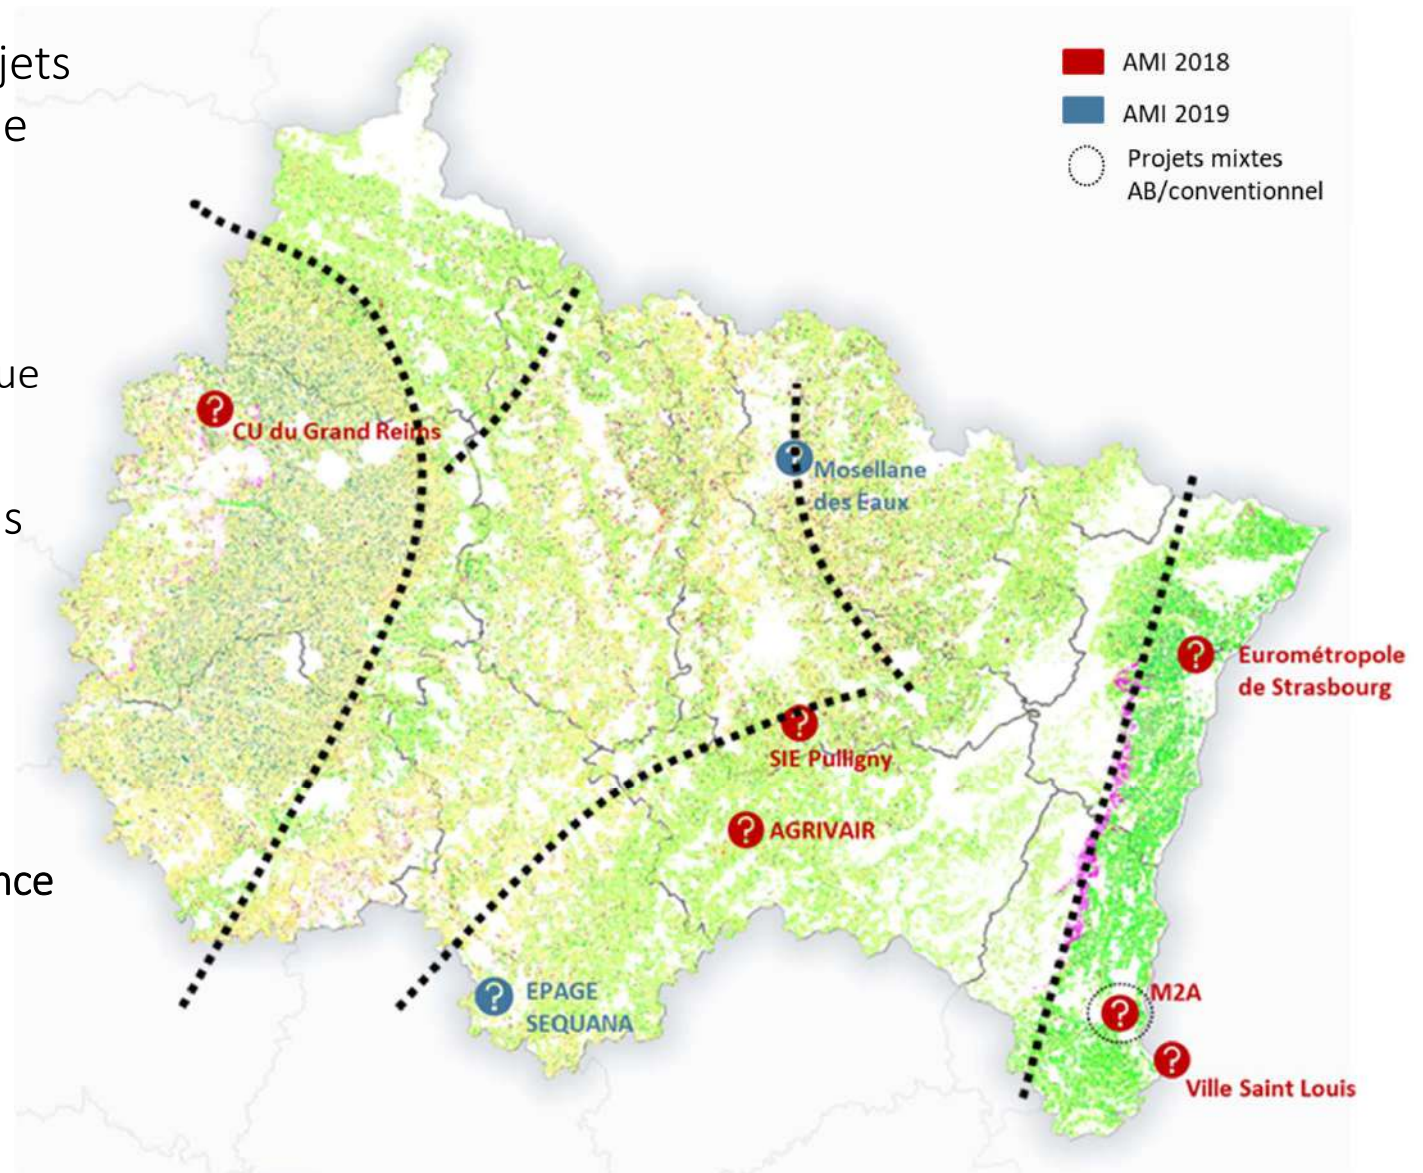 jets
e
ue
s
nce
AMI 2018
AMI 2019
Projets mixtes
AB/conventionnel
?
CU du Grand Reims
?
Mosellane
des Eaux
?
Eurométropole
de Strasbourg
?
SIE Pulligny
?
AGRIVAIR
?
EPAGE
SEQUANA
?
M2A
?
Ville Saint Louis